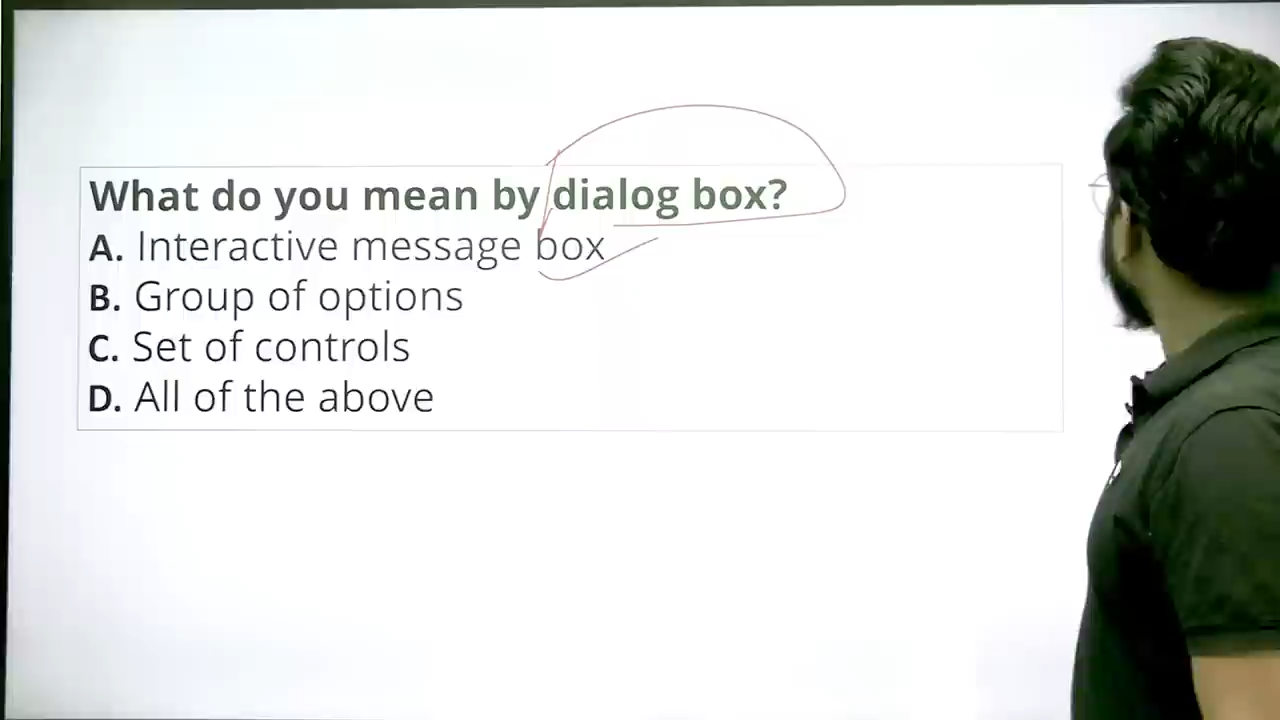 What do you mean by dialog box?
A. Interactive message box
B. Group of options
C. Set of controls
D. All of the above